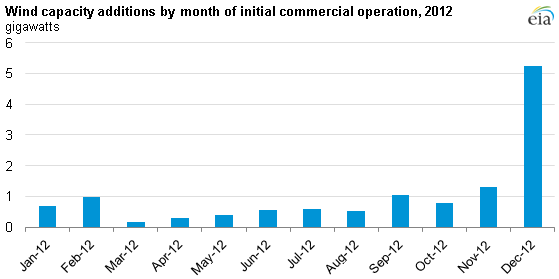 Wind capacity additions by month of initial commercial operation, 2012
gigawatts
eia
6
5
4
3
2
1
0
Jan-12
Feb-12
Mar-12
Apr-12
May-12
Jun-12
Jul-12
Aug-12
Sep-12
Oct-12
Nov-12
Dec-12